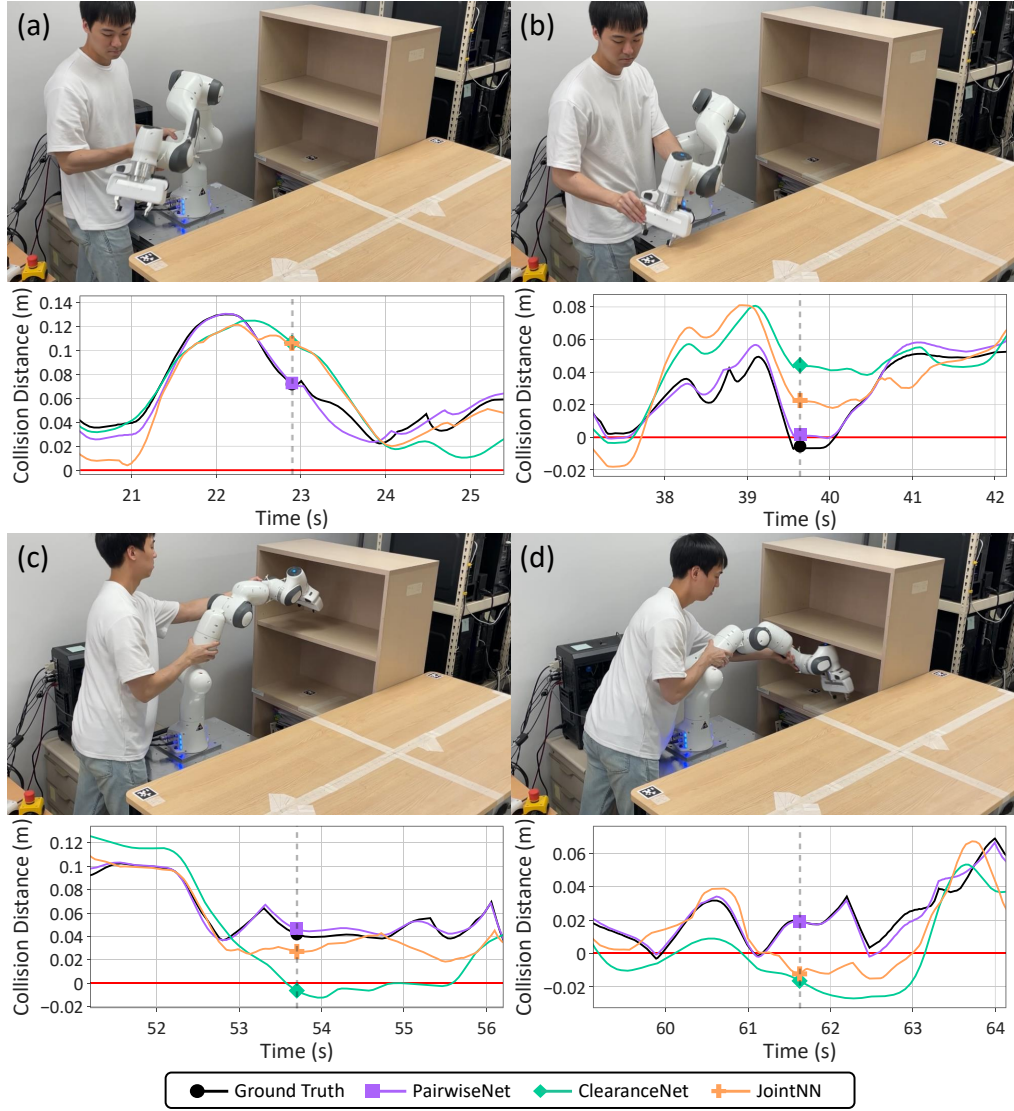 (a)
(b)
Collision Distance (m)
0.14
0.12
0.1
0.08
0.06
0.04
0.02
0
21
22
23
24
25
Time (s)
Collision Distance (m)
0.08
0.06
0.04
0.02
0
−0.02
38
39
40
41
42
Time (s)
(c)
(d)
Collision Distance (m)
0.12
0.1
0.08
0.06
0.04
0.02
0
−0.02
52
53
54
55
56
Time (s)
Collision Distance (m)
0.06
0.04
0.02
0
−0.02
60
61
62
63
64
Time (s)
Ground Truth
PairwiseNet
ClearanceNet
JointNN